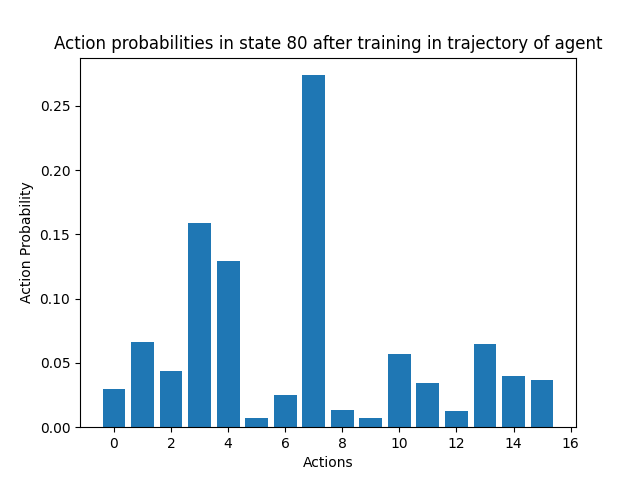 Action probabilities in state 80 after training in trajectory of agent
0.25
0.20
0.15
0.10
0.05
0.00
Action Probability
0 2 4 6 8 10 12 14 16
Actions